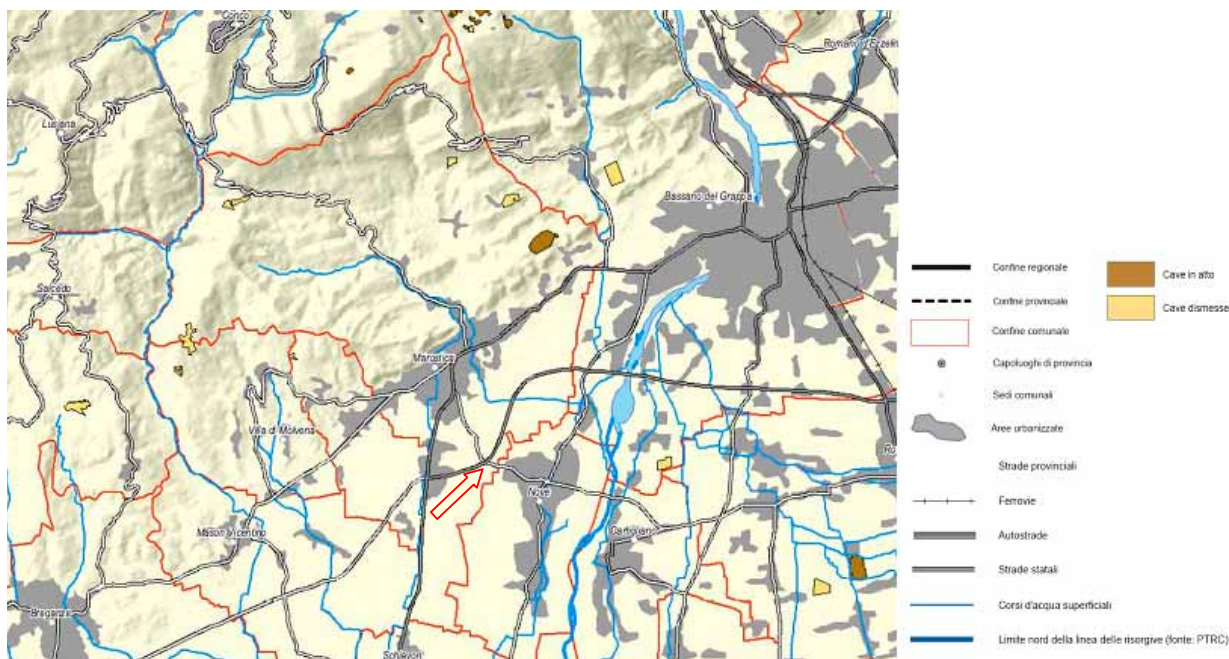 Conco
Romano d'Ezzelin
Lusiana
Bassano del Grappa
Salcedo
Marostica
Villa di Molvena
Nove
Ro
Cartigliano
Mason Vicentino
Breganze
Schiavon
Confine regionale
Confine provinciale
Confine comunale
Capoluoghi di provincia
Sedi comunali
Aree urbanizzate
Strade provinciali
Ferrovie
Autostrade
Strade statali
Corsi d'acqua superficiali
Limite nord della linea delle risorgive (fonte: PTRC)
Cave in atto
Cave dismesse